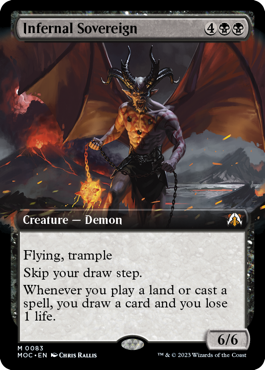 Infernal Sovereign 4
Creature — Demon
Flying, trample
Skip your draw step.
Whenever you play a land or cast a
spell, you draw a card and you lose
1 life.
6/6
M 0083
MOC • EN Chris Rallis
™ & © 2023 Wizards of the Coast